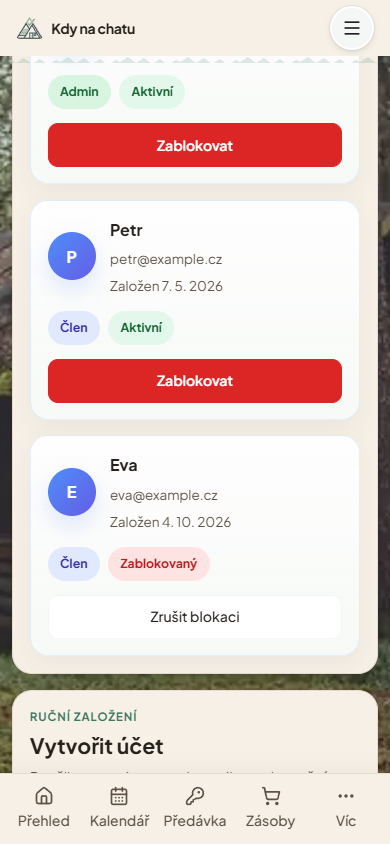 Kdy na chatu
Admin
Aktivní
Zablokovat
Petr
petr@example.cz
Založen 7. 5. 2026
Člen
Aktivní
Zablokovat
Eva
eva@example.cz
Založen 4. 10. 2026
Člen
Zablokovaný
Zrušit blokaci
RUČNÍ ZALOŽENÍ
Vytvořit účet
Přehled
Kalendář
Předávka
Zásoby
Víc